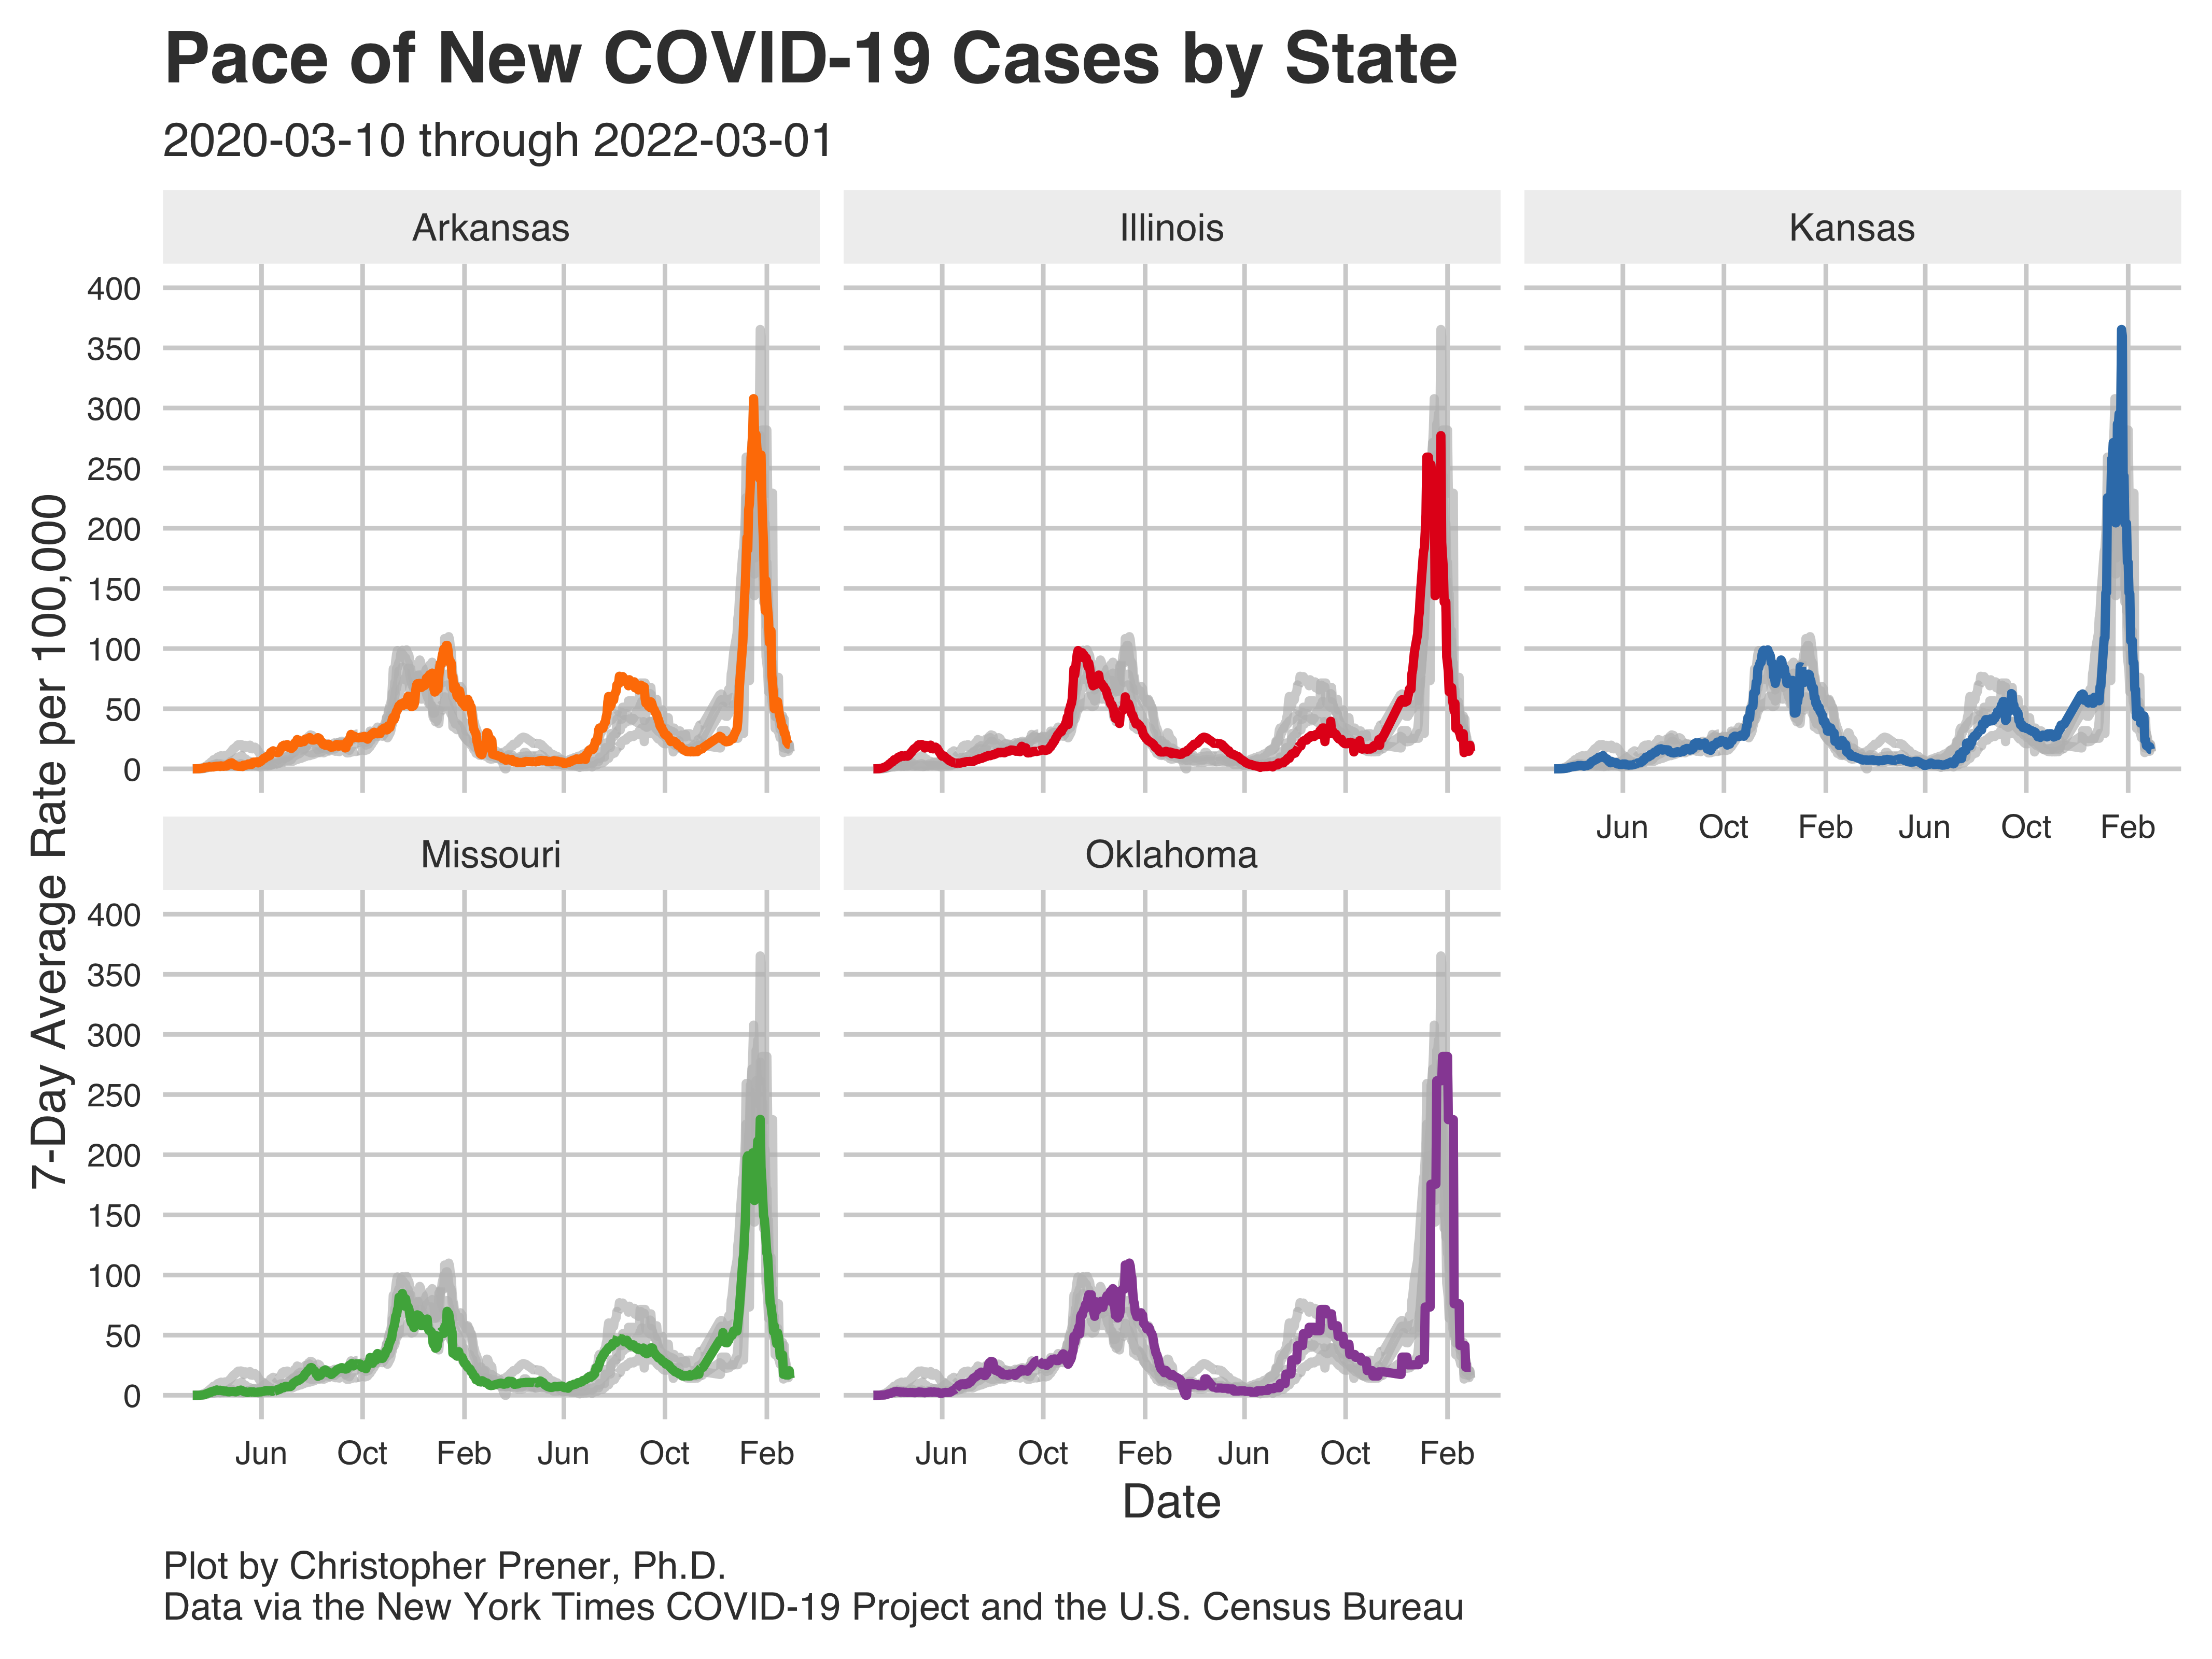 Pace of New COVID-19 Cases by State
2020-03-10 through 2022-03-01
Arkansas
Illinois
Kansas
400
350
300
250
200
150
100
50
0
Jun Oct Feb Jun Oct Feb
Missouri
Oklahoma
400
350
300
250
200
150
100
50
0
Jun Oct Feb Jun Oct Feb
Jun Oct Feb Jun Oct Feb
7-Day Average Rate per 100,000
Date
Plot by Christopher Prener, Ph.D.
Data via the New York Times COVID-19 Project and the U.S. Census Bureau